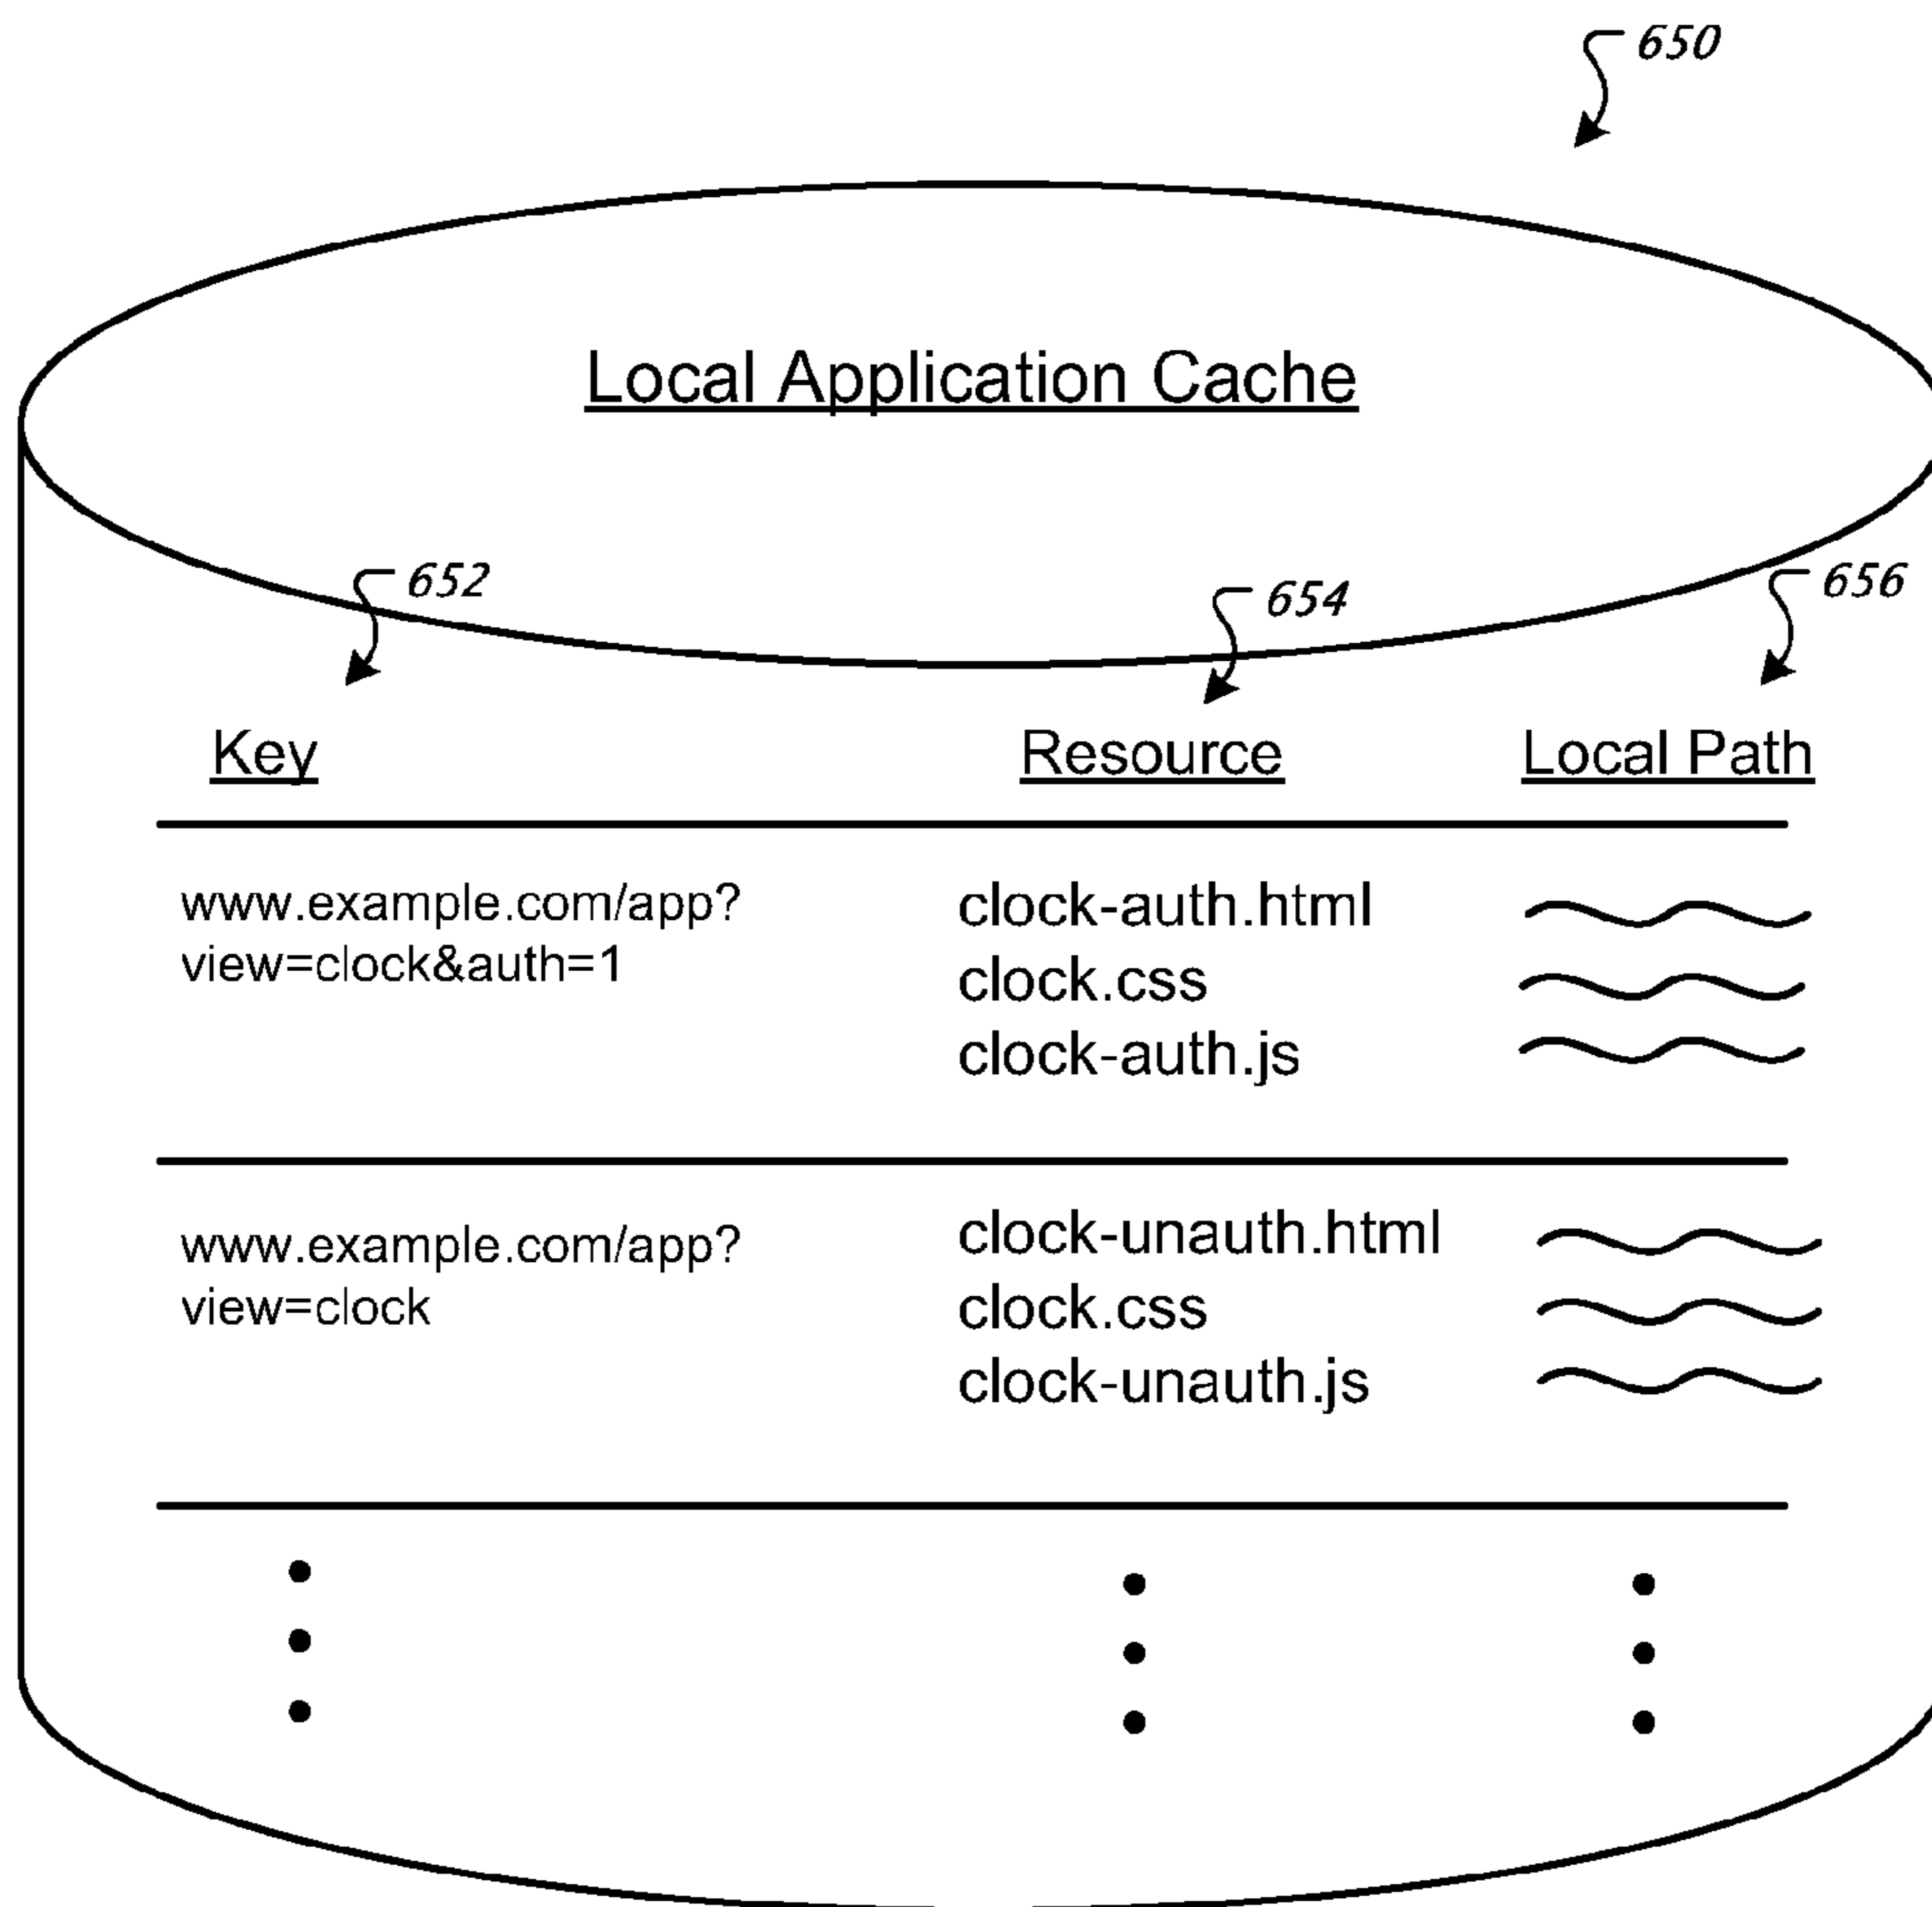 650
Local Application Cache
652
654
656
Key
Resource
Local Path
www.example.com/app?
view=clock&auth=1
clock-auth.html
clock.css
clock-auth.js
www.example.com/app?
view=clock
clock-unauth.html
clock.css
clock-unauth.js